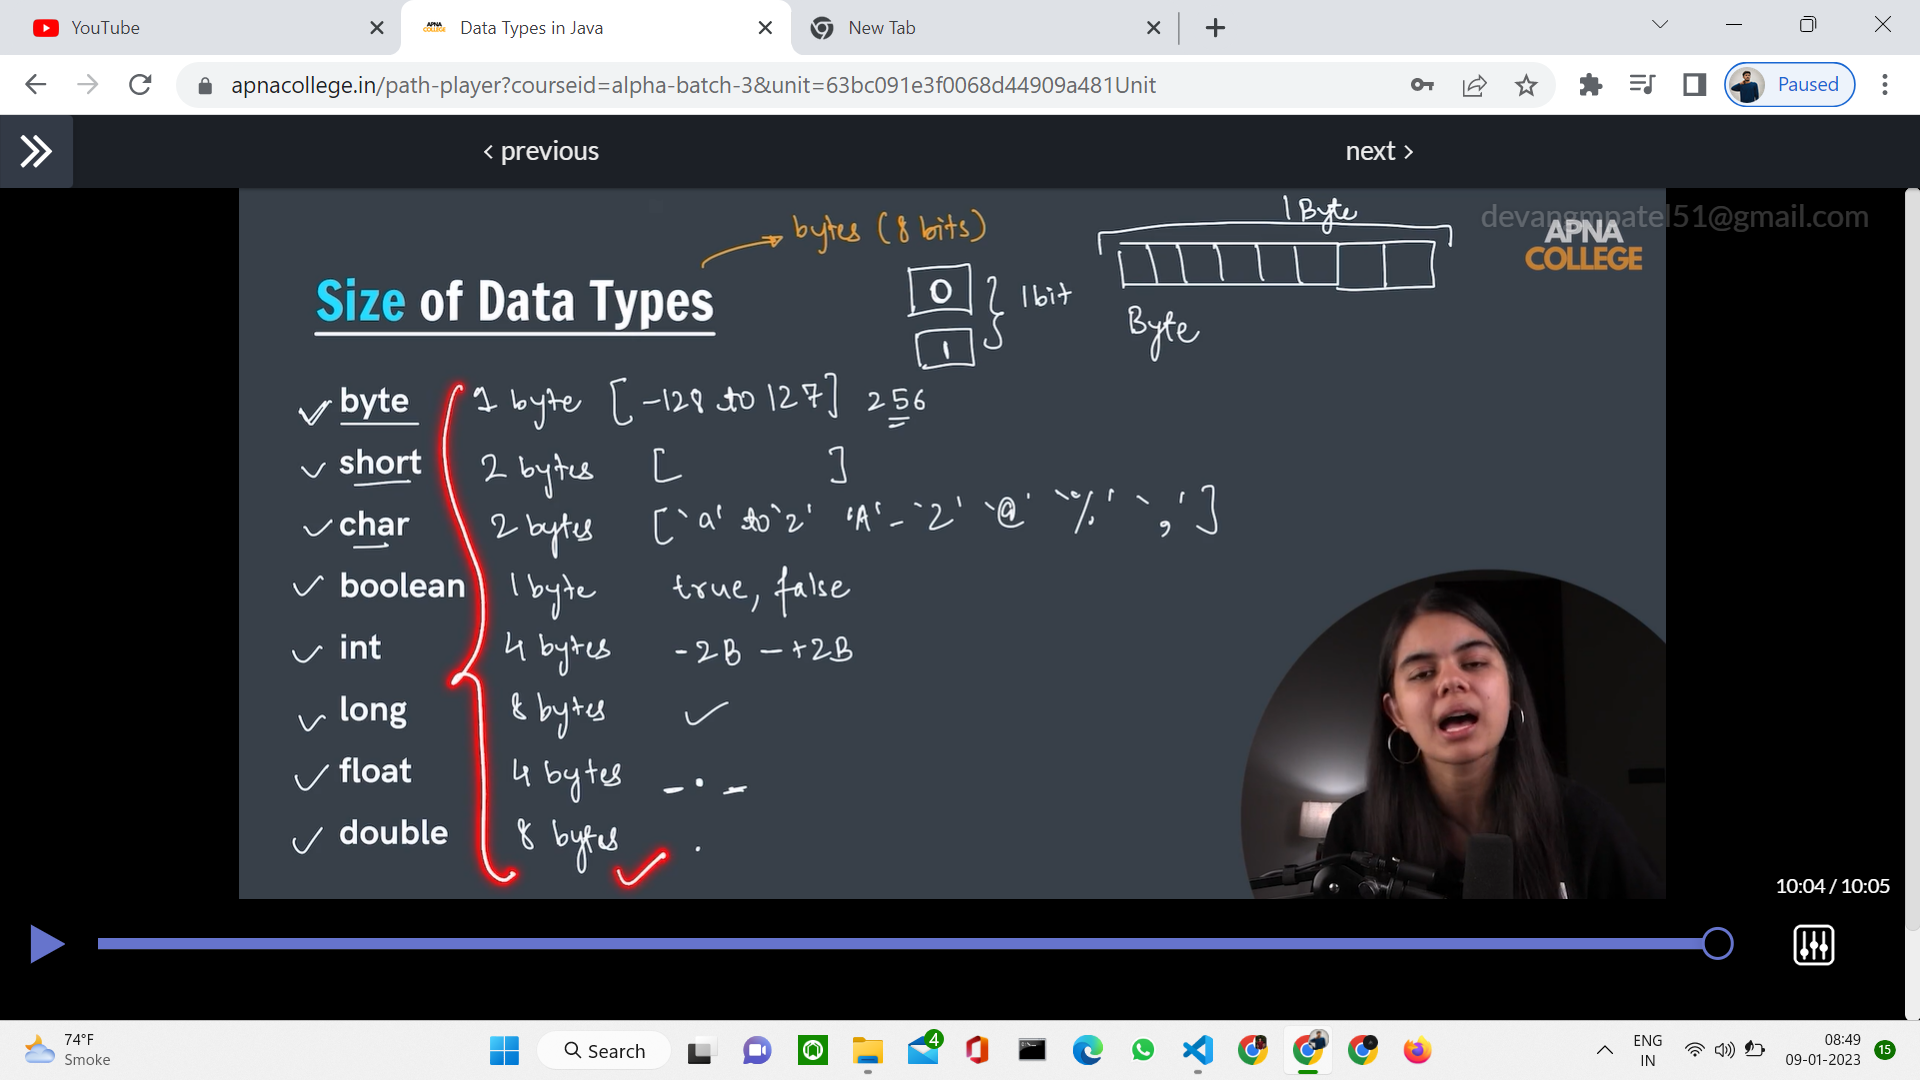 YouTube
Data Types in Java
New Tab
apnacollege.in/path-player?courseid=alpha-batch-3&unit=63bc091e3f0068d44909a481Unit
Paused
‹ previous
next ›
bytes (8 bits)
1 Byte
devangmpatel51@gmail.com
APNA
COLLEGE
Size of Data Types
0
1
1 bit
Byte
byte 1 byte [-128 to 127] 256
short 2 bytes [ ]
char 2 bytes ['a' to 'z' 'A'-'Z' '@' '%' ',']
boolean 1 byte true, false
int 4 bytes -2B - +2B
long 8 bytes
float 4 bytes _._
double 8 bytes .
10:04 / 10:05
74°F
Smoke
Search
4
ENG
IN
08:49
09-01-2023
15